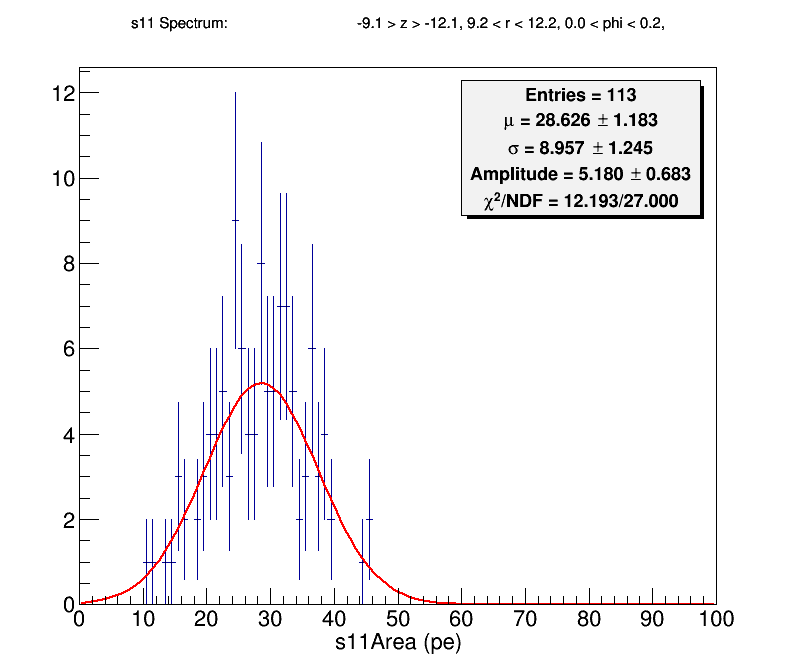 s11 Spectrum: -9.1 > z > -12.1, 9.2 < r < 12.2, 0.0 < phi < 0.2,
Entries = 113
μ = 28.626 ± 1.183
σ = 8.957 ± 1.245
Amplitude = 5.180 ± 0.683
χ²/NDF = 12.193/27.000
12
10
8
6
4
2
0
0 10 20 30 40 50 60 70 80 90 100
s11Area (pe)